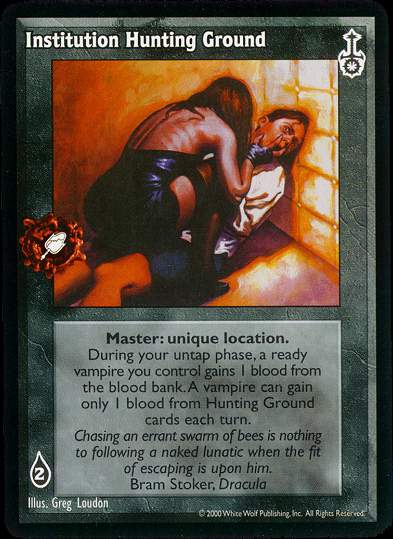 Institution Hunting Ground
Master: unique location.
During your untap phase, a ready
vampire you control gains 1 blood from
the blood bank. A vampire can gain
only 1 blood from Hunting Ground
cards each turn.
Chasing an errant swarm of bees is nothing
to following a naked lunatic when the fit
of escaping is upon him.
Bram Stoker, Dracula
2
Illus. Greg Loudon
© 2000 White Wolf Publishing, Inc. All Rights Reserved.